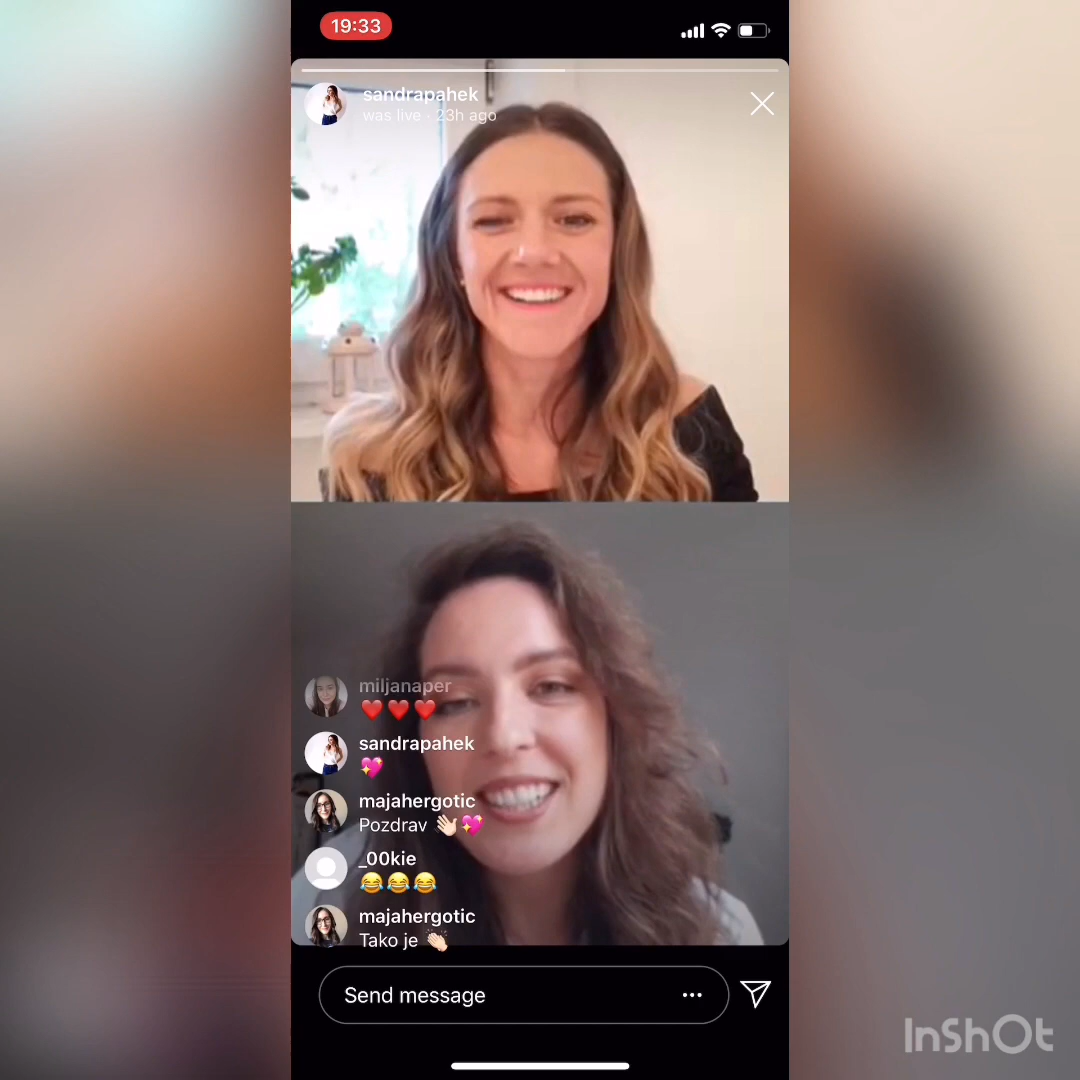 19:33
sandrapahek
was live · 23h ago
miljanaper
❤️❤️❤️
sandrapahek
💖
majahergotic
Pozdrav 👋🏻💖
_00kie
😂😂😂
majahergotic
Tako je 👏🏻
Send message
InShOt